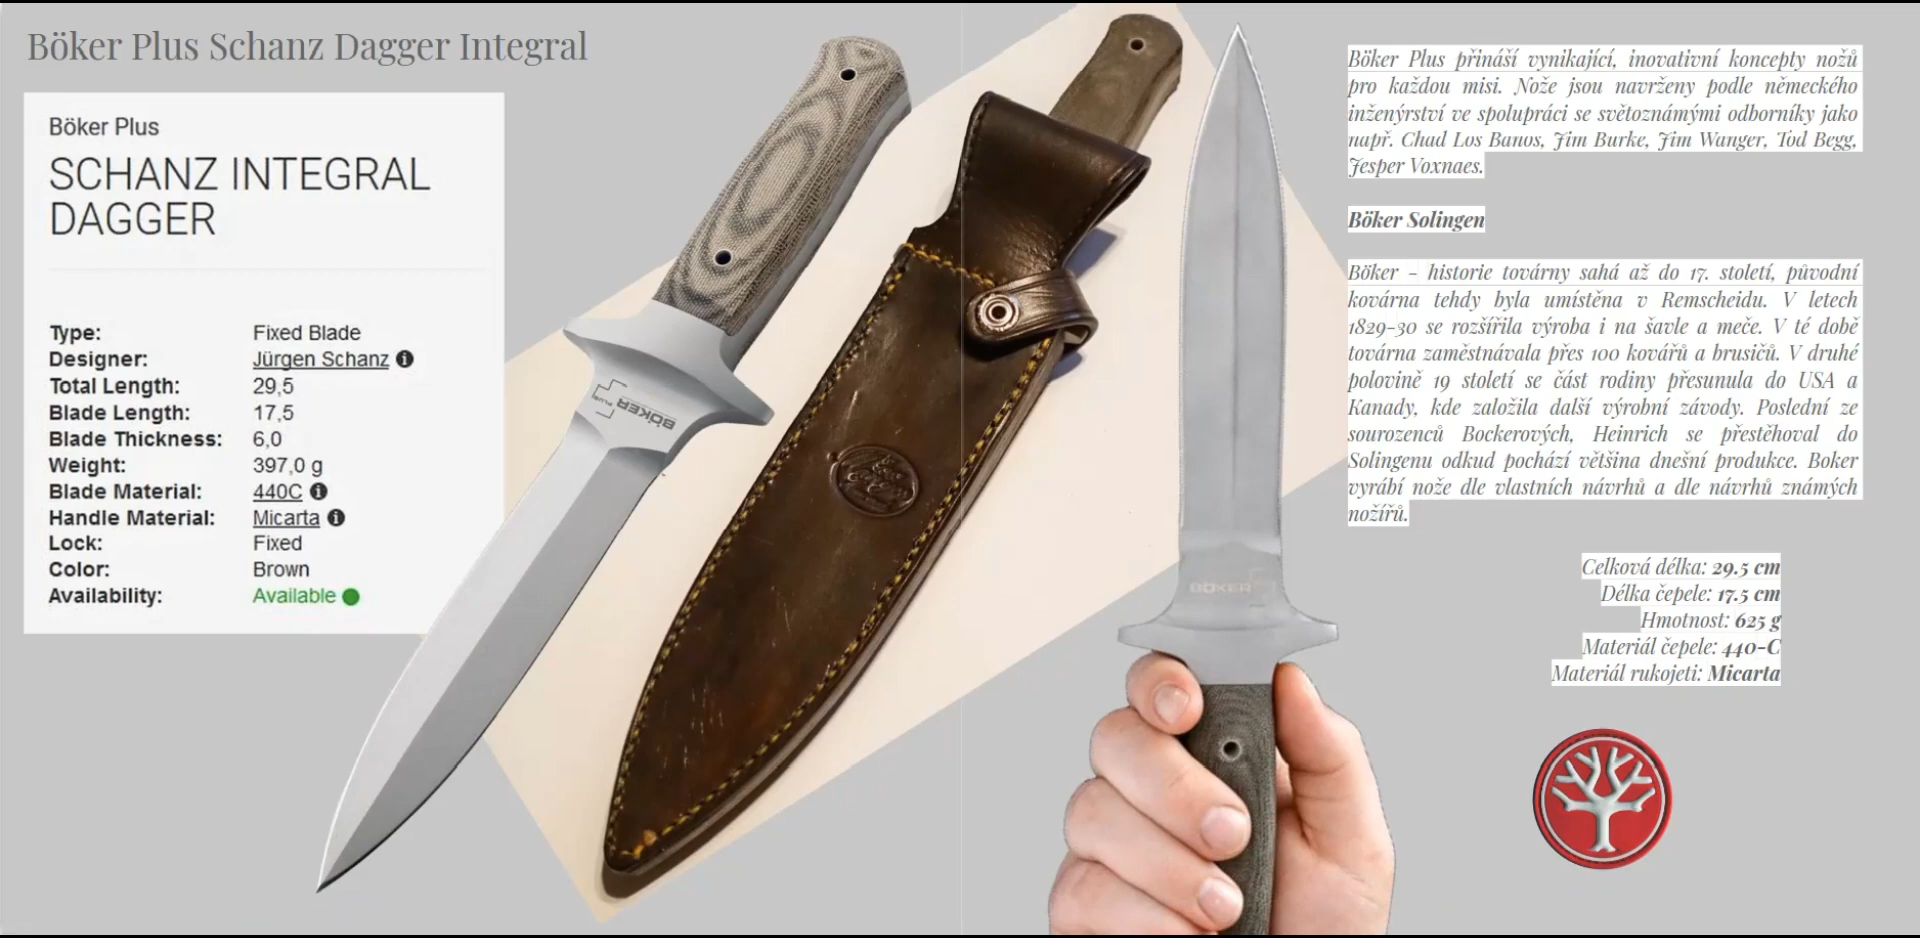 Böker Plus Schanz Dagger Integral
Böker Plus
SCHANZ INTEGRAL
DAGGER
Type: Fixed Blade
Designer: Jürgen Schanz
Total Length: 29,5
Blade Length: 17,5
Blade Thickness: 6,0
Weight: 397,0 g
Blade Material: 440C
Handle Material: Micarta
Lock: Fixed
Color: Brown
Availability: Available
BÖKER
PLUS
BÖKER
Böker Plus přináší vynikající, inovativní koncepty nožů
pro každou misi. Nože jsou navrženy podle německého
inženýrství ve spolupráci se světoznámými odborníky jako
např. Chad Los Banos, Jim Burke, Jim Wanger, Tod Begg,
Jesper Voxnaes.
Böker Solingen
Böker – historie továrny sahá až do 17. století, původní
kovárna tehdy byla umístěna v Remscheidu. V letech
1829-30 se rozšířila výroba i na šavle a meče. V té době
továrna zaměstnávala přes 100 kovářů a brusičů. V druhé
polovině 19 století se část rodiny přesunula do USA a
Kanady, kde založila další výrobní závody. Poslední ze
sourozenců Bockerových, Heinrich se přestěhoval do
Solingenu odkud pochází většina dnešní produkce. Boker
vyrábí nože dle vlastních návrhů a dle návrhů známých
nožířů.
Celková délka: 29.5 cm
Délka čepele: 17.5 cm
Hmotnost: 625 g
Materiál čepele: 440-C
Materiál rukojeti: Micarta